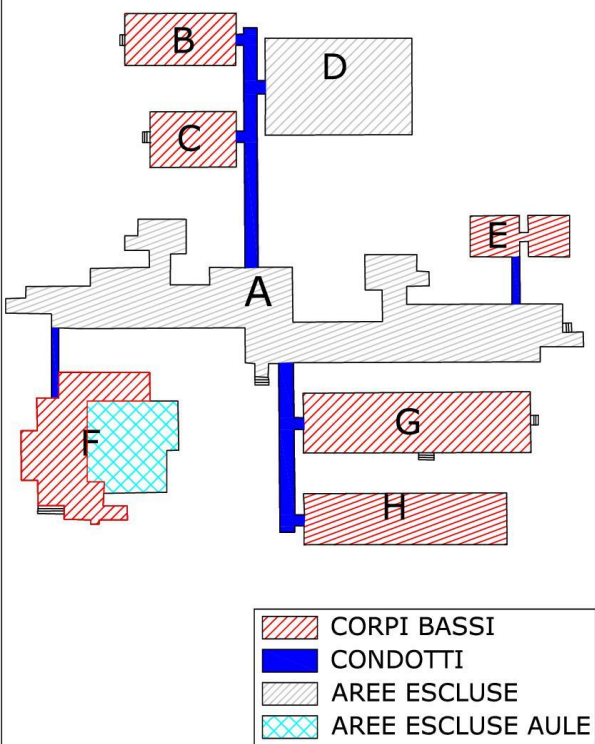 B
D
C
E
A
G
F
H
CORPI BASSI
CONDOTTI
AREE ESCLUSE
AREE ESCLUSE AULE